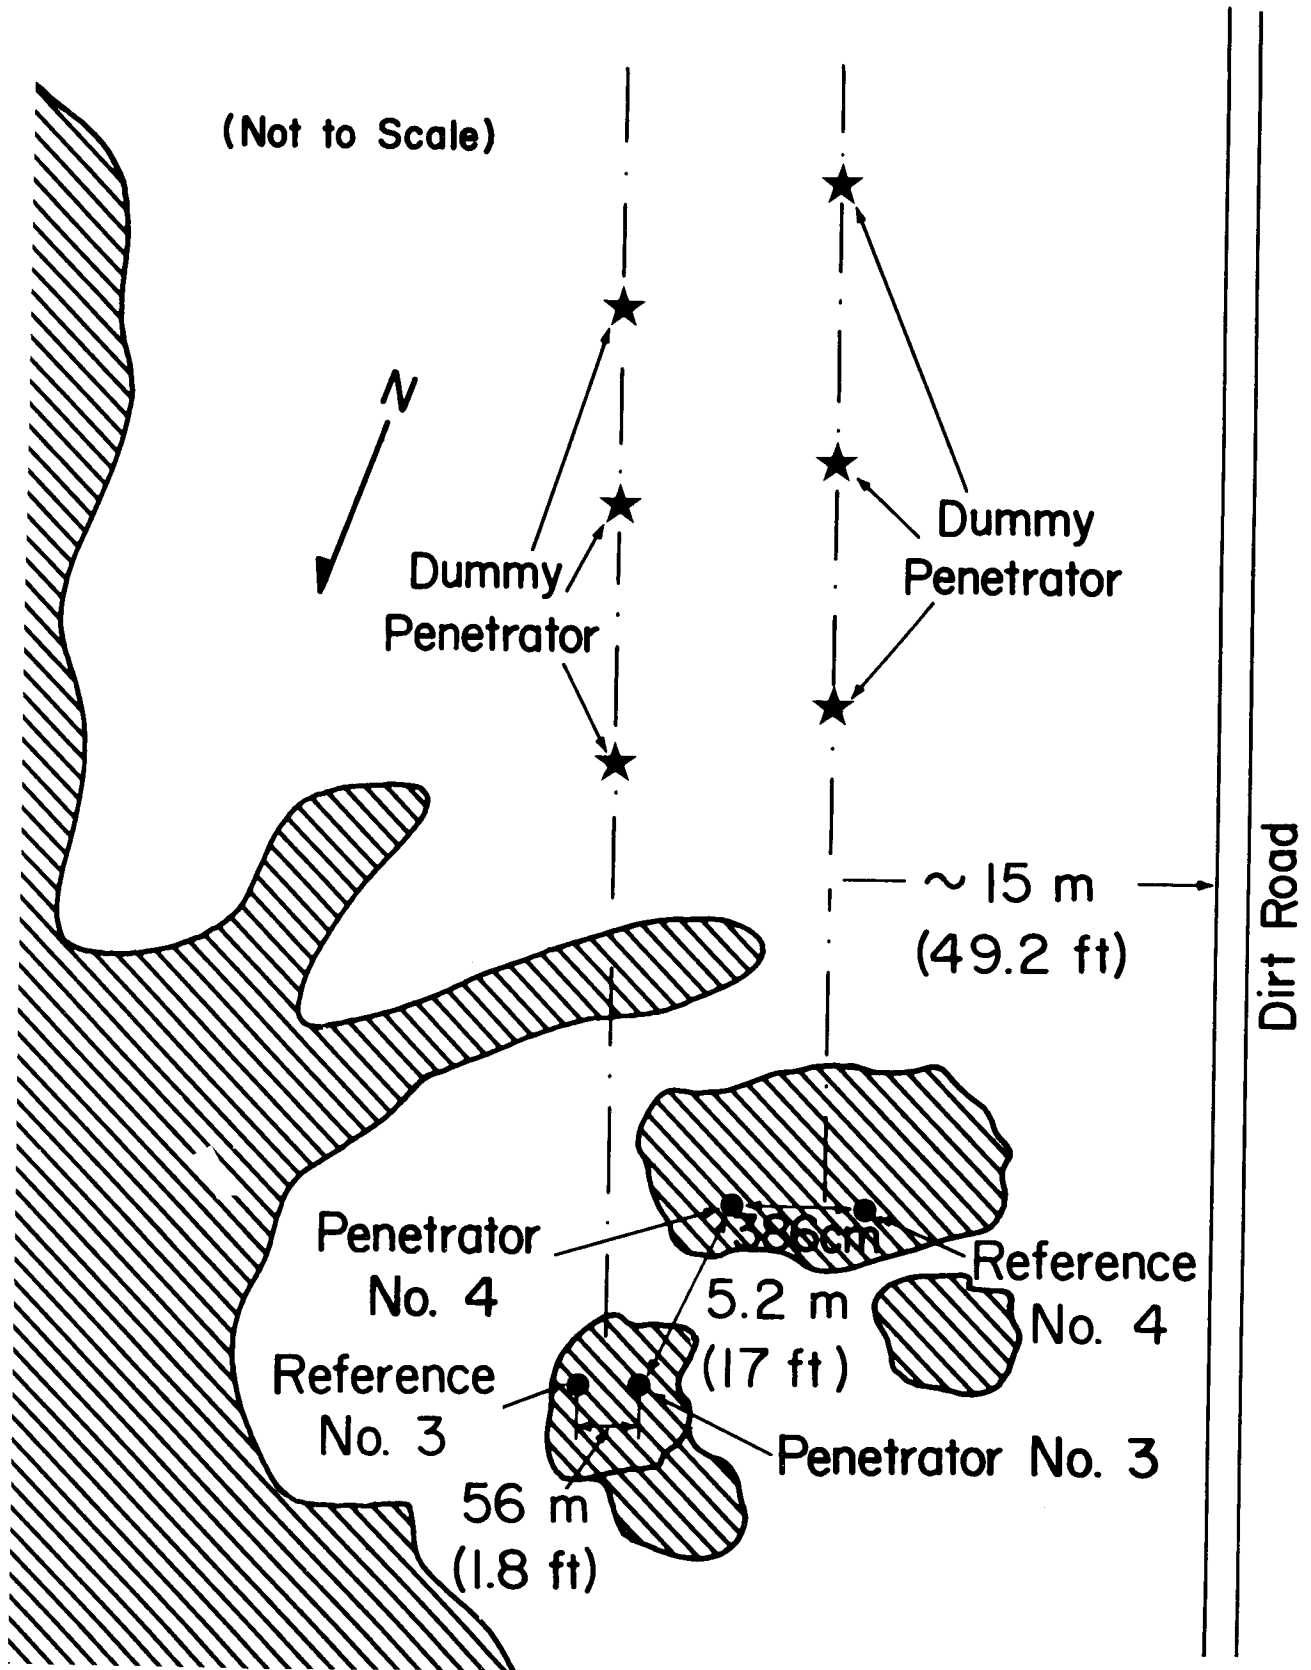 (Not to Scale)
N
Dummy
Penetrator
Dummy
Penetrator
~ 15 m
(49.2 ft)
Dirt Road
Penetrator
No. 4
386cm
Reference
No. 4
5.2 m
(17 ft)
Reference
No. 3
Penetrator No. 3
56 m
(1.8 ft)